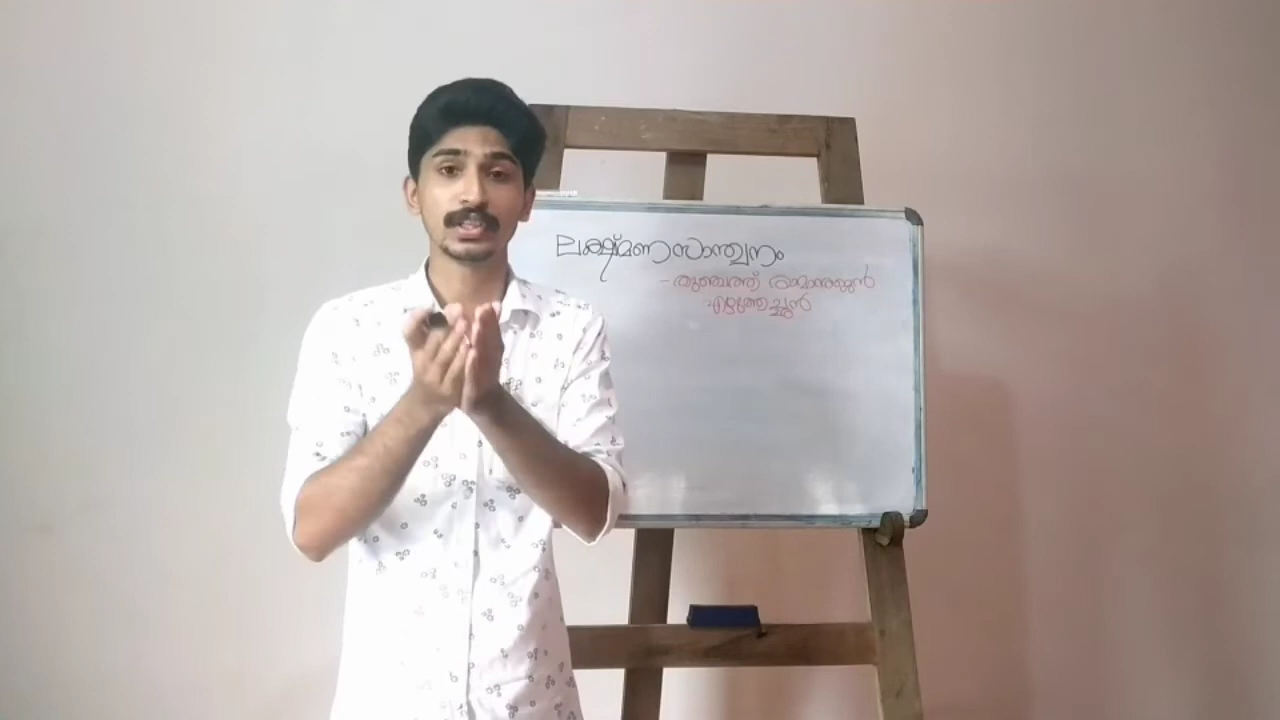 ലക്ഷ്മണസാന്ത്വനം
- തുഞ്ചത്ത് രാമാനുജൻ
എഴുത്തച്ഛൻ